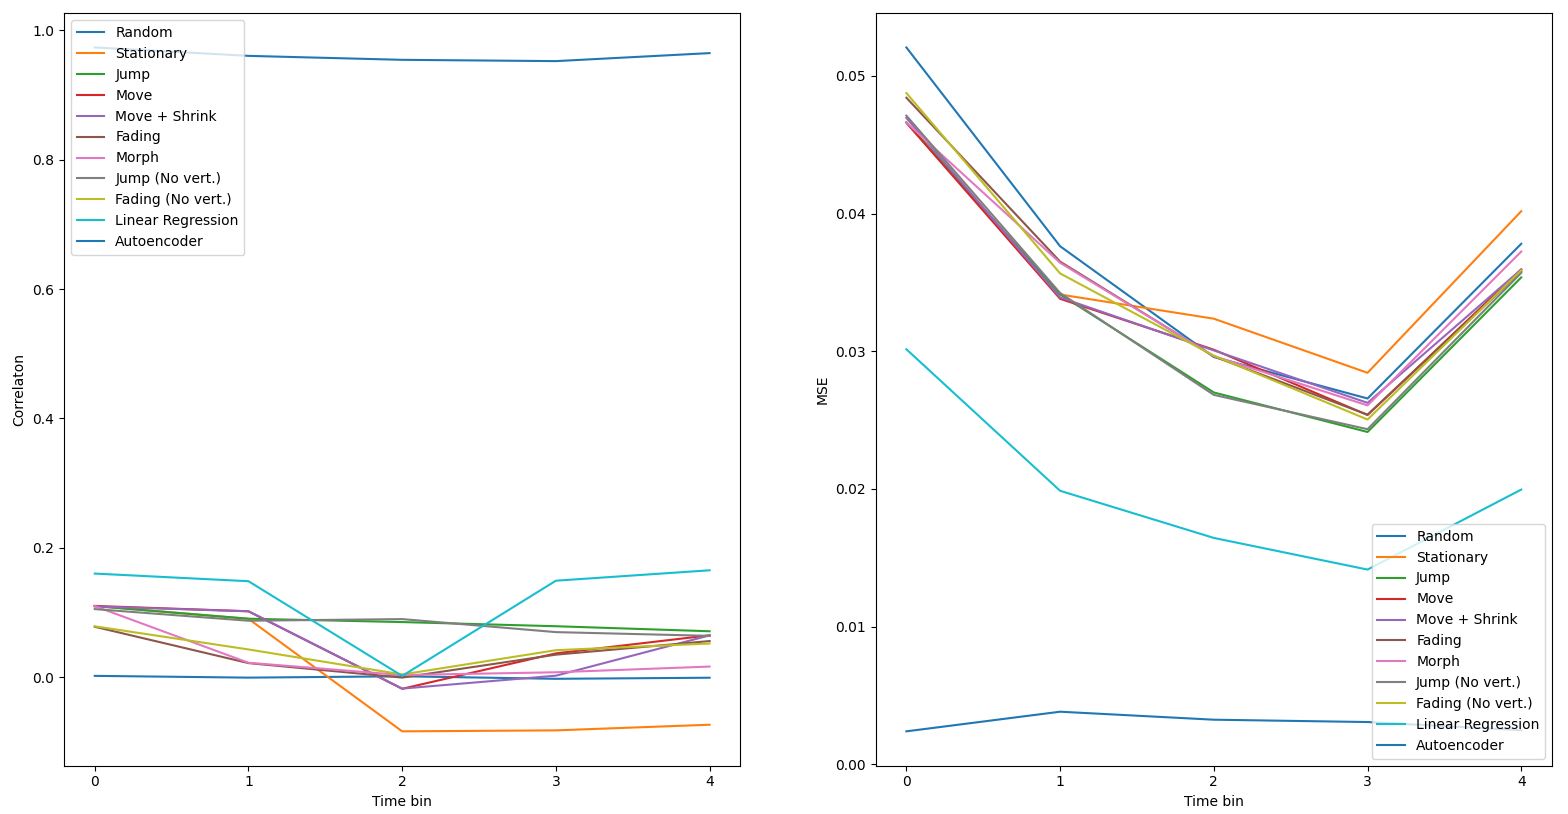 1.0
0.8
0.6
0.4
0.2
0.0
Correlaton
0
1
2
3
4
Time bin
Random
Stationary
Jump
Move
Move + Shrink
Fading
Morph
Jump (No vert.)
Fading (No vert.)
Linear Regression
Autoencoder
0.05
0.04
0.03
0.02
0.01
0.00
MSE
0
1
2
3
4
Time bin
Random
Stationary
Jump
Move
Move + Shrink
Fading
Morph
Jump (No vert.)
Fading (No vert.)
Linear Regression
Autoencoder